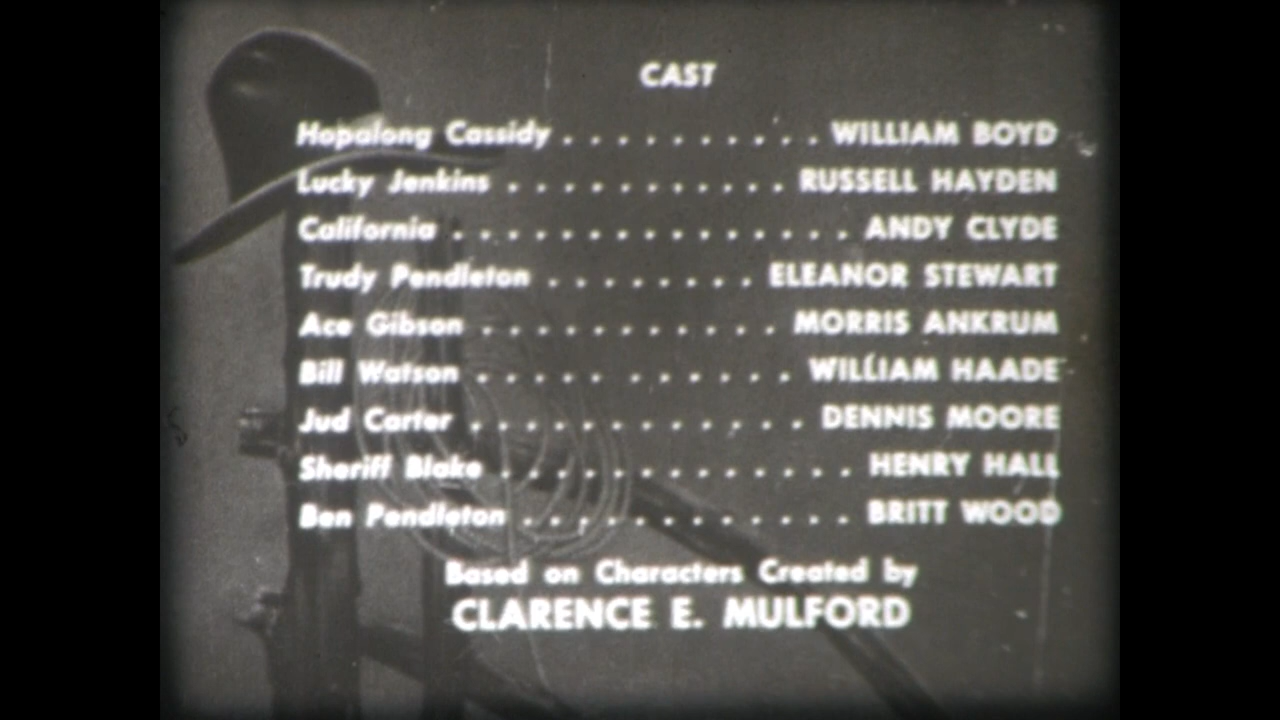 CAST
Hopalong Cassidy . . . . . . . . . . . WILLIAM BOYD
Lucky Jenkins . . . . . . . . . . . . RUSSELL HAYDEN
California . . . . . . . . . . . . . . . . ANDY CLYDE
Trudy Pendleton . . . . . . . . ELEANOR STEWART
Ace Gibson . . . . . . . . . . . . MORRIS ANKRUM
Bill Watson . . . . . . . . . . . . . WILLIAM HAADE
Jud Carter . . . . . . . . . . . . . DENNIS MOORE
Sheriff Blake . . . . . . . . . . . . . HENRY HALL
Ben Pendleton . . . . . . . . . . . . BRITT WOOD
Based on Characters Created by
CLARENCE E. MULFORD